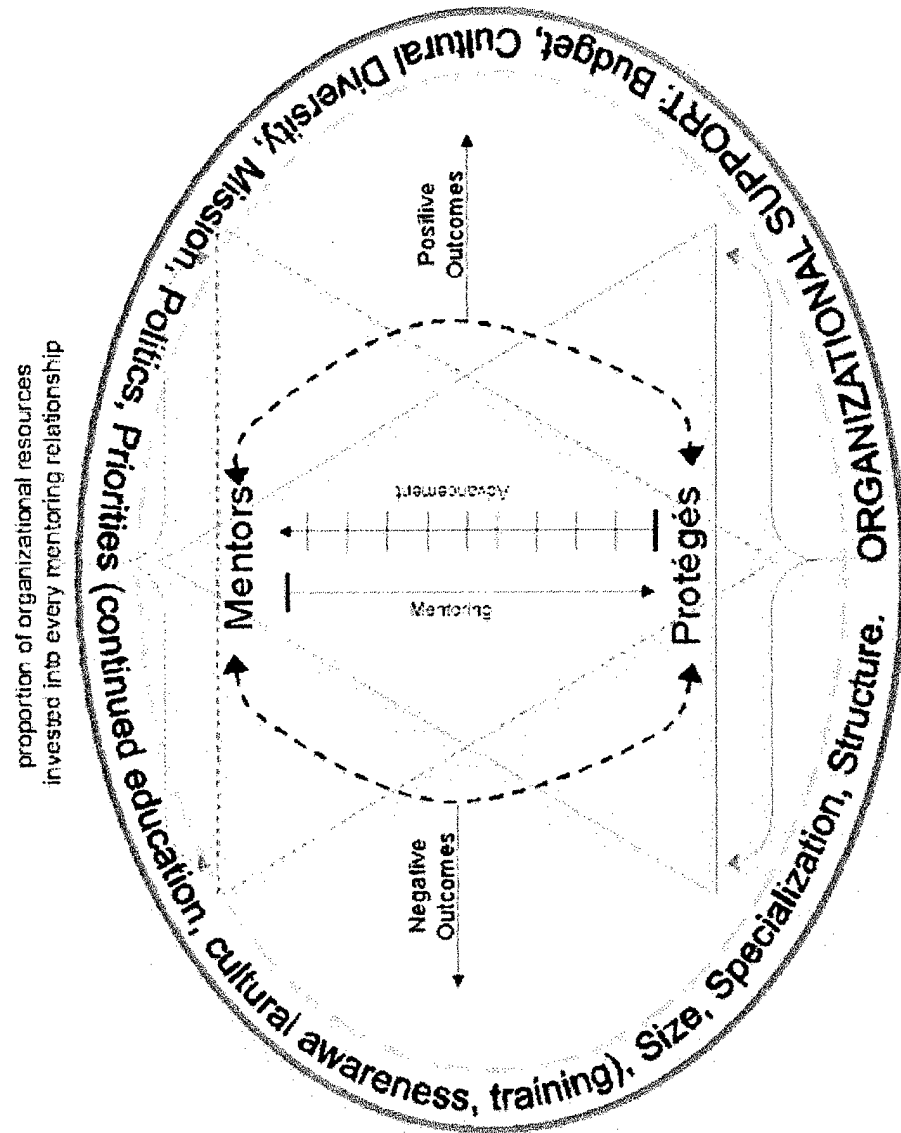 proportion of organizational resources
invested into every mentoring relationship
ORGANIZATIONAL SUPPORT: Budget, Cultural Diversity, Mission, Politics, Priorities (continued education, cultural awareness, training), Size, Specialization, Structure.
Mentors
Negative
Outcomes
Mentoring
Advancement
Positive
Outcomes
Protégés